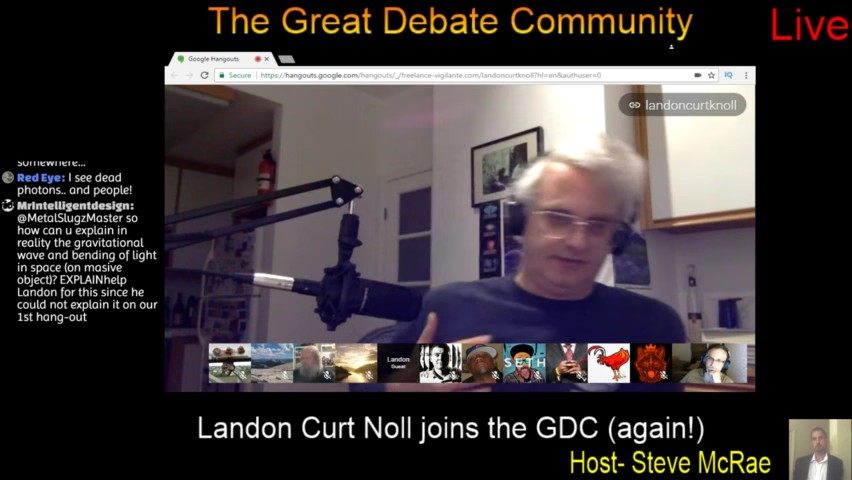 The Great Debate Community
Live
Google Hangouts
Secure
https://hangouts.google.com/hangouts/_/freelance-vigilante.com/landoncurtknoll?hl=en&authuser=0
landoncurtknoll
somewhere...
Red Eye: I see dead
photons.. and people!
MrIntelligentdesign:
@MetalSlugzMaster so
how can u explain in
reality the gravitational
wave and bending of light
in space (on masive
object)? EXPLAINhelp
Landon for this since he
could not explain it on our
1st hang-out
Landon
Guest
SETH
Landon Curt Noll joins the GDC (again!)
Host- Steve McRae